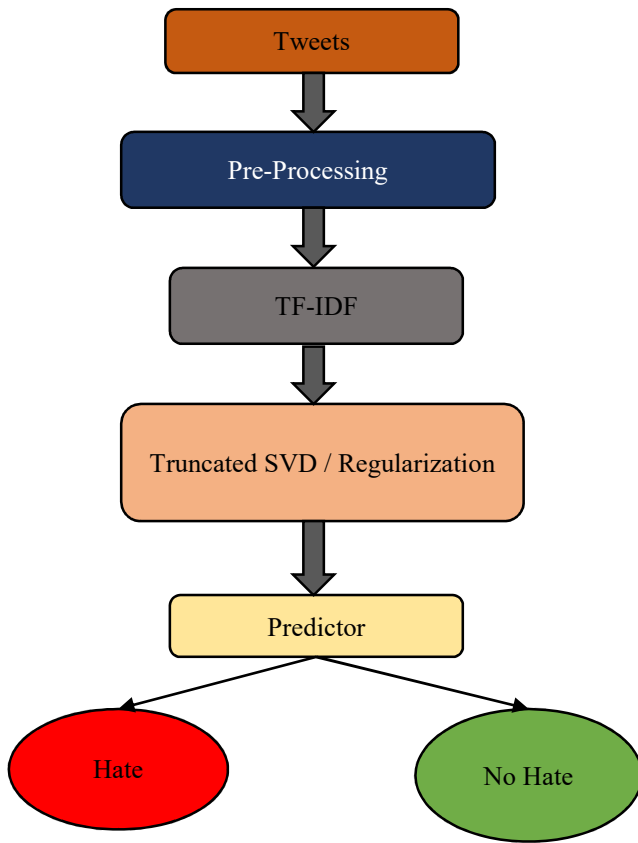 Tweets
Pre-Processing
TF-IDF
Truncated SVD / Regularization
Predictor
Hate
No Hate